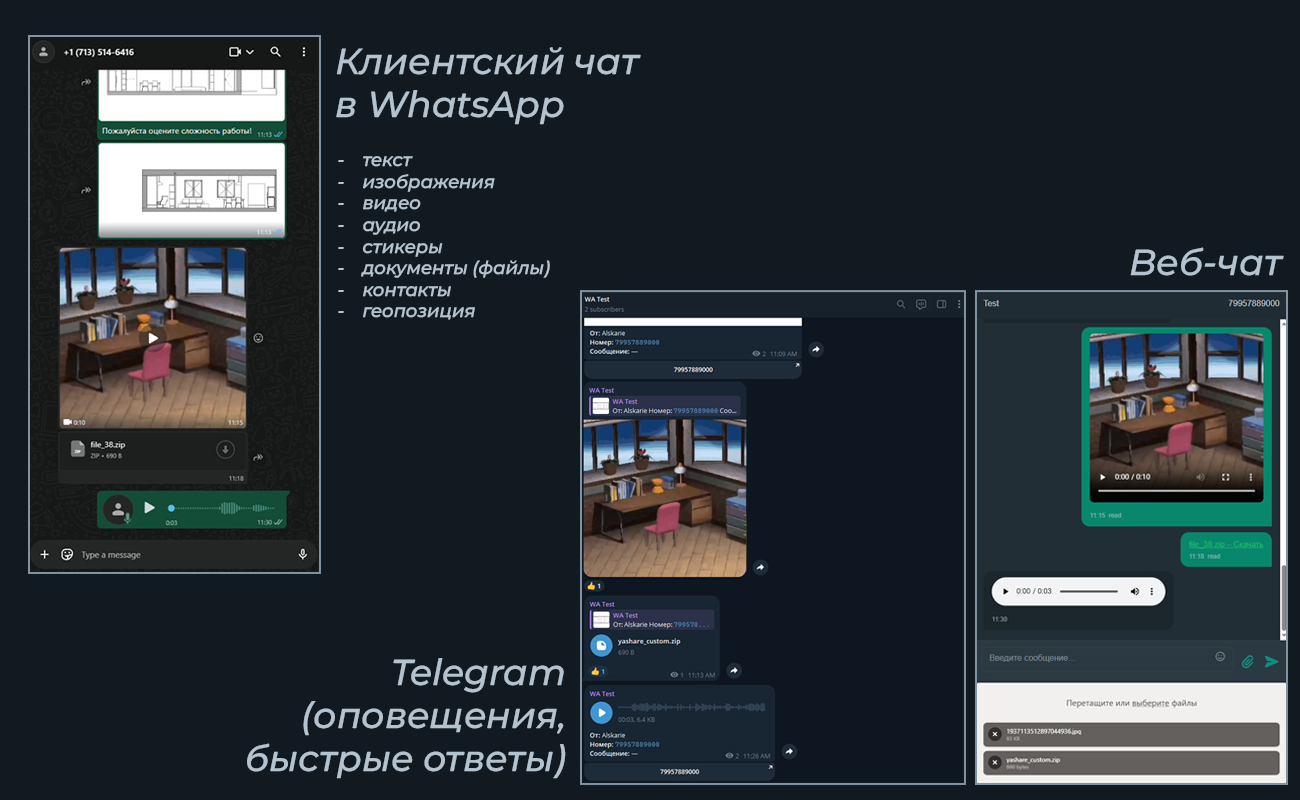 +1 (713) 514-6416
Пожалуйста оцените сложность работы!
11:13
11:13
0:10
11:15
file_38.zip
ZIP • 690 B
11:18
0:03
11:30
Type a message
Клиентский чат
в WhatsApp
- текст
- изображения
- видео
- аудио
- стикеры
- документы (файлы)
- контакты
- геопозиция
Telegram
(оповещения,
быстрые ответы)
WA Test
2 subscribers
От: Alskarie
Номер: 79957889000
Сообщение: —
2 11:09 AM
79957889000
WA Test
WA Test
От: Alskarie Номер: 79957889000 Соо...
👍 1
WA Test
WA Test
От: Alskarie Номер: 799578...
yashare_custom.zip
690 B
👍 1
1 11:13 AM
WA Test
00:03, 6,4 KB
От: Alskarie
Номер: 79957889000
Сообщение: —
2 11:26 AM
79957889000
Веб-чат
Test
79957889000
0:00 / 0:10
11:15 read
file_38.zip – Скачать
11:18 read
0:00 / 0:03
11:30
Введите сообщение...
Перетащите или выберите файлы
1937113512897044936.jpg
93 KB
yashare_custom.zip
690 bytes